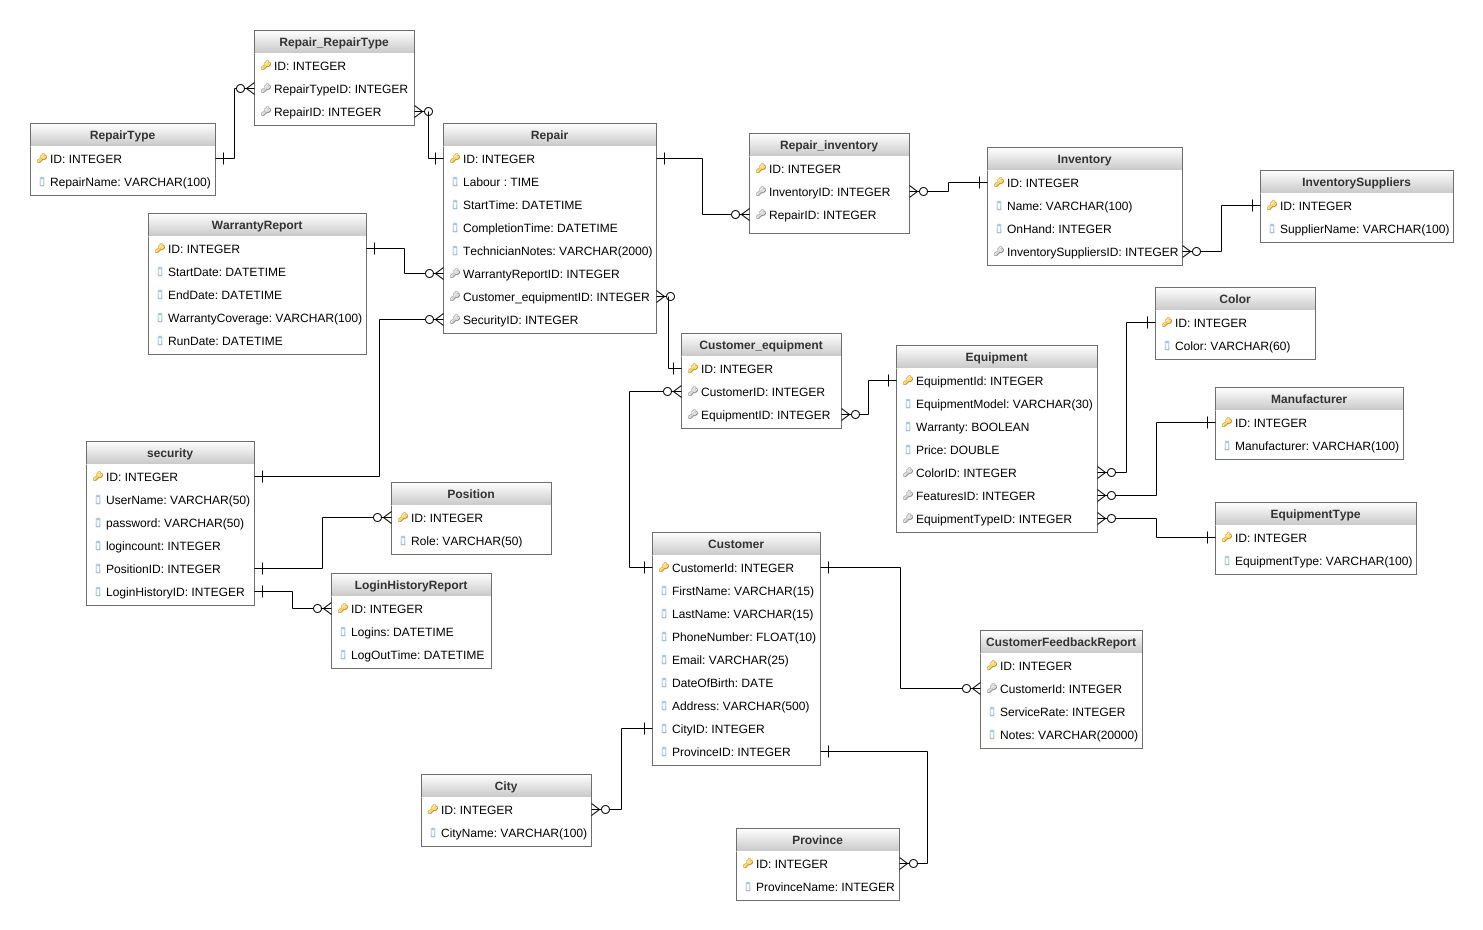 Repair_RepairType
ID: INTEGER
RepairTypeID: INTEGER
RepairID: INTEGER
RepairType
ID: INTEGER
RepairName: VARCHAR(100)
Repair
ID: INTEGER
Labour : TIME
StartTime: DATETIME
CompletionTime: DATETIME
TechnicianNotes: VARCHAR(2000)
WarrantyReportID: INTEGER
Customer_equipmentID: INTEGER
SecurityID: INTEGER
Repair_inventory
ID: INTEGER
InventoryID: INTEGER
RepairID: INTEGER
Inventory
ID: INTEGER
Name: VARCHAR(100)
OnHand: INTEGER
InventorySuppliersID: INTEGER
InventorySuppliers
ID: INTEGER
SupplierName: VARCHAR(100)
WarrantyReport
ID: INTEGER
StartDate: DATETIME
EndDate: DATETIME
WarrantyCoverage: VARCHAR(100)
RunDate: DATETIME
Color
ID: INTEGER
Color: VARCHAR(60)
Customer_equipment
ID: INTEGER
CustomerID: INTEGER
EquipmentID: INTEGER
Equipment
EquipmentId: INTEGER
EquipmentModel: VARCHAR(30)
Warranty: BOOLEAN
Price: DOUBLE
ColorID: INTEGER
FeaturesID: INTEGER
EquipmentTypeID: INTEGER
Manufacturer
ID: INTEGER
Manufacturer: VARCHAR(100)
security
ID: INTEGER
UserName: VARCHAR(50)
password: VARCHAR(50)
logincount: INTEGER
PositionID: INTEGER
LoginHistoryID: INTEGER
Position
ID: INTEGER
Role: VARCHAR(50)
EquipmentType
ID: INTEGER
EquipmentType: VARCHAR(100)
LoginHistoryReport
ID: INTEGER
Logins: DATETIME
LogOutTime: DATETIME
Customer
CustomerId: INTEGER
FirstName: VARCHAR(15)
LastName: VARCHAR(15)
PhoneNumber: FLOAT(10)
Email: VARCHAR(25)
DateOfBirth: DATE
Address: VARCHAR(500)
CityID: INTEGER
ProvinceID: INTEGER
CustomerFeedbackReport
ID: INTEGER
CustomerId: INTEGER
ServiceRate: INTEGER
Notes: VARCHAR(20000)
City
ID: INTEGER
CityName: VARCHAR(100)
Province
ID: INTEGER
ProvinceName: INTEGER